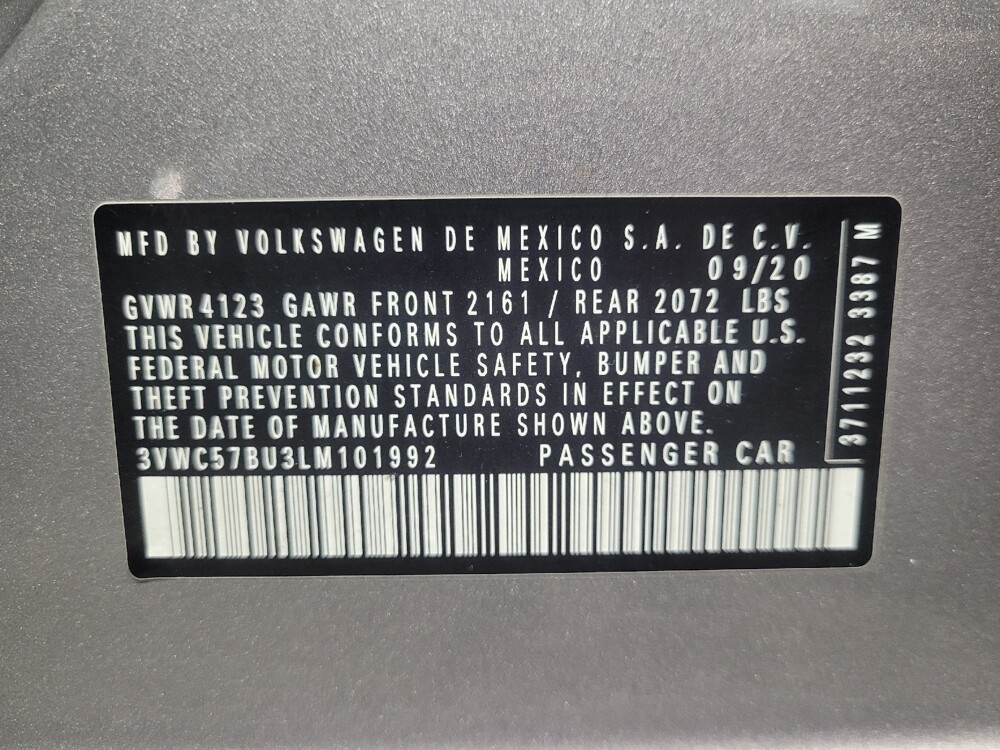 MFD BY VOLKSWAGEN DE MEXICO S.A. DE C.V.
MEXICO 09/20
GVWR 4123 GAWR FRONT 2161 / REAR 2072 LBS
THIS VEHICLE CONFORMS TO ALL APPLICABLE U.S.
FEDERAL MOTOR VEHICLE SAFETY, BUMPER AND
THEFT PREVENTION STANDARDS IN EFFECT ON
THE DATE OF MANUFACTURE SHOWN ABOVE.
3VWC57BU3LM101992 PASSENGER CAR
3711232 3387 M